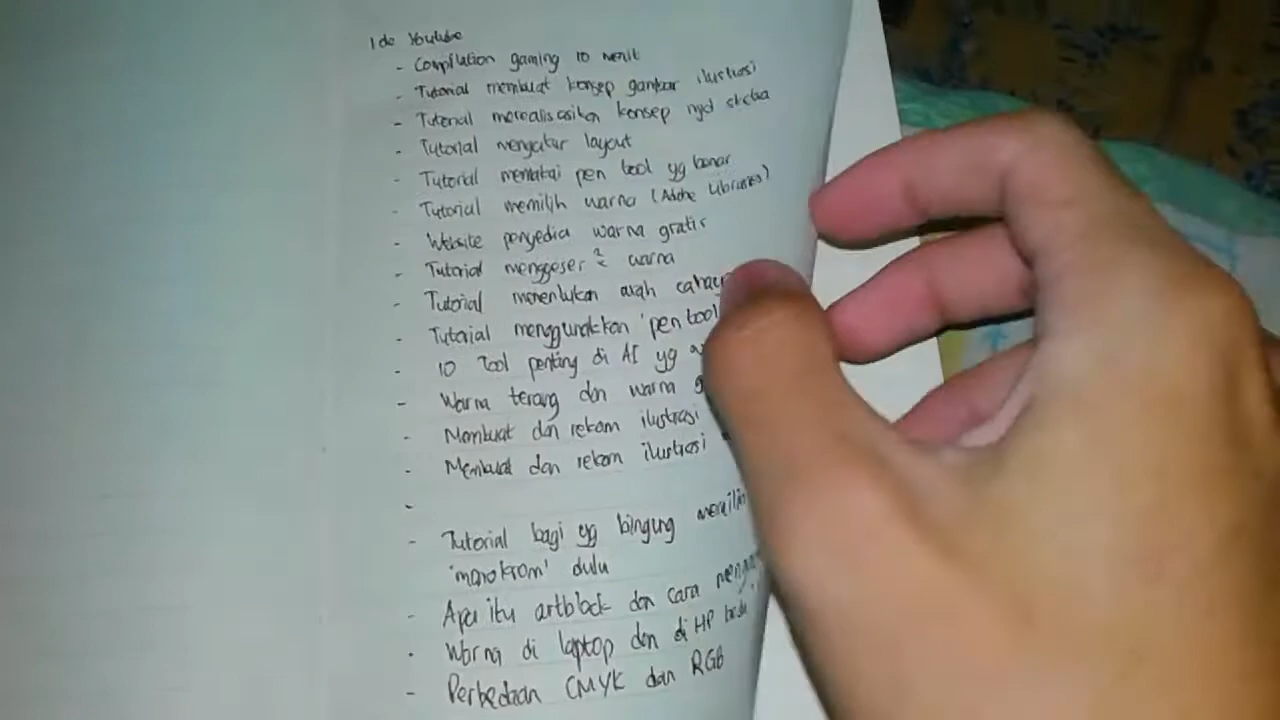 Ide Youtube
- Compilation gaming 10 menit
- Tutorial membuat konsep gambar ilustrasi
- Tutorial merealisasikan konsep mjd sketsa
- Tutorial mengatur layout
- Tutorial memakai pen tool yg benar
- Tutorial memilih warna (Adobe Libraries)
- Website penyedia warna gratis
- Tutorial menggeser² warna
- Tutorial menentukan arah
- Tutorial menggunakan 'pen tool
- 10 Tool penting di AI yg
- Warna terang dan warna
- Membuat dan rekam ilustrasi
- Membuat dan rekam ilustrasi
-
- Tutorial bagi yg bingung
'monokrom' dulu
- Apa itu artblock dan cara
- Warna di laptop dan di HP
- Perbedaan CMYK dan RGB